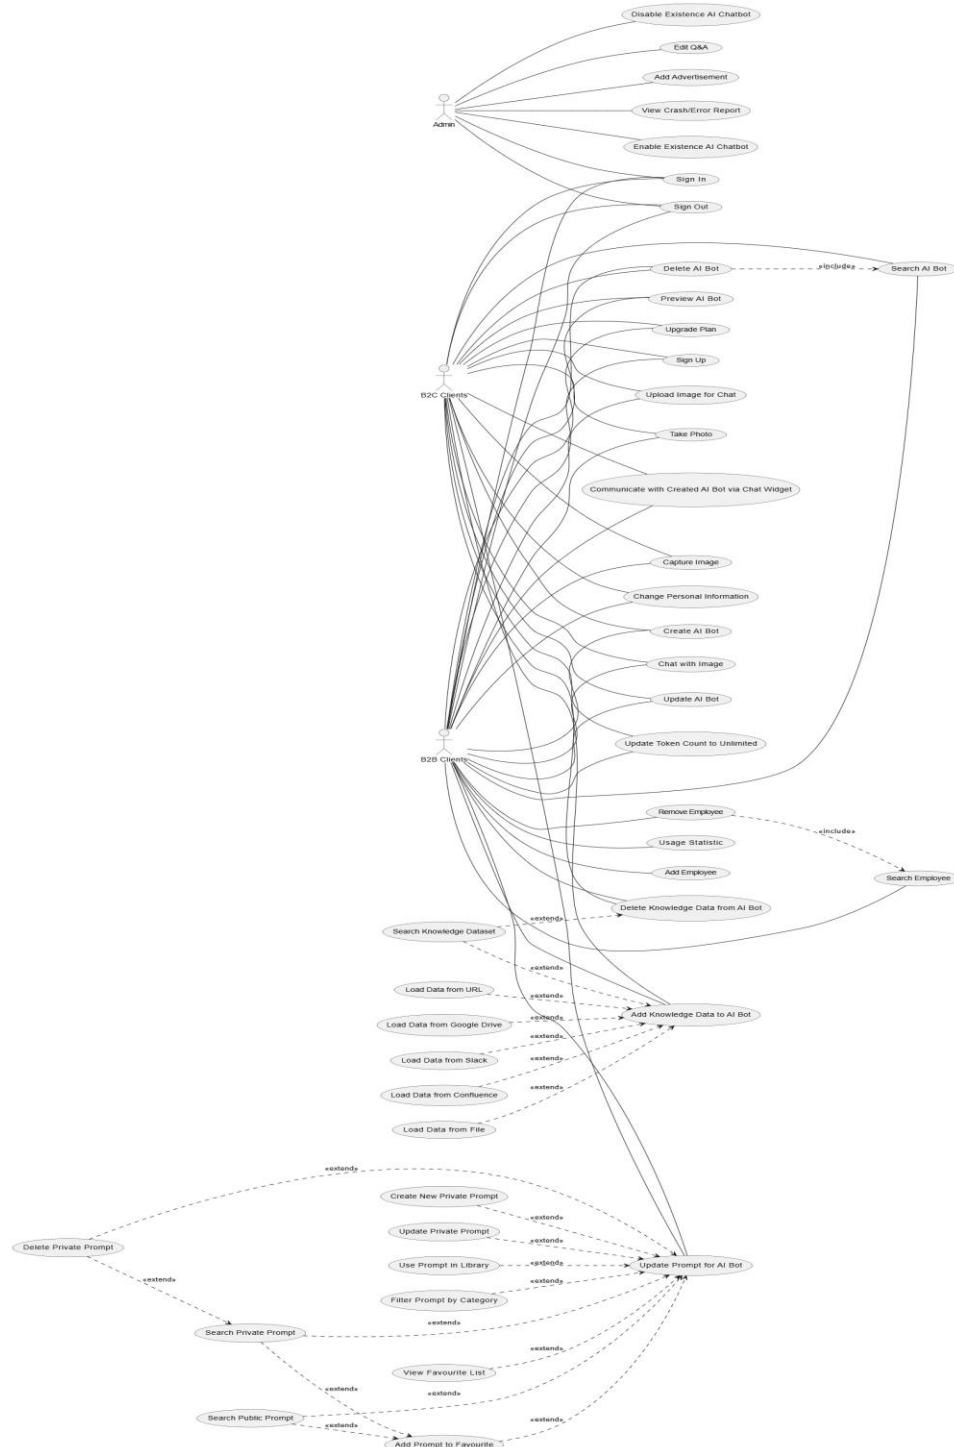 Disable Existence AI Chatbot
Edit Q&A
Add Advertisement
View Crash/Error Report
Admin
Enable Existence AI Chatbot
Sign In
Sign Out
Delete AI Bot
«include»
Search AI Bot
Preview AI Bot
Upgrade Plan
Sign Up
B2C Clients
Upload Image for Chat
Take Photo
Communicate with Created AI Bot via Chat Widget
Capture Image
Change Personal Information
Create AI Bot
Chat with Image
Update AI Bot
Update Token Count to Unlimited
B2B Clients
Remove Employee
«include»
Usage Statistic
Add Employee
Search Employee
Delete Knowledge Data from AI Bot
«extend»
Search Knowledge Dataset
«extend»
Load Data from URL
«extend»
Add Knowledge Data to AI Bot
«extend»
Load Data from Google Drive
«extend»
Load Data from Slack
«extend»
Load Data from Confluence
«extend»
Load Data from File
«extend»
Create New Private Prompt
«extend»
Update Private Prompt
«extend»
Delete Private Prompt
Use Prompt in Library
«extend»
Update Prompt for AI Bot
«extend»
Filter Prompt by Category
«extend»
Search Private Prompt
«extend»
«extend»
View Favourite List
«extend»
«extend»
Search Public Prompt
«extend»
«extend»
Add Prompt to Favourite